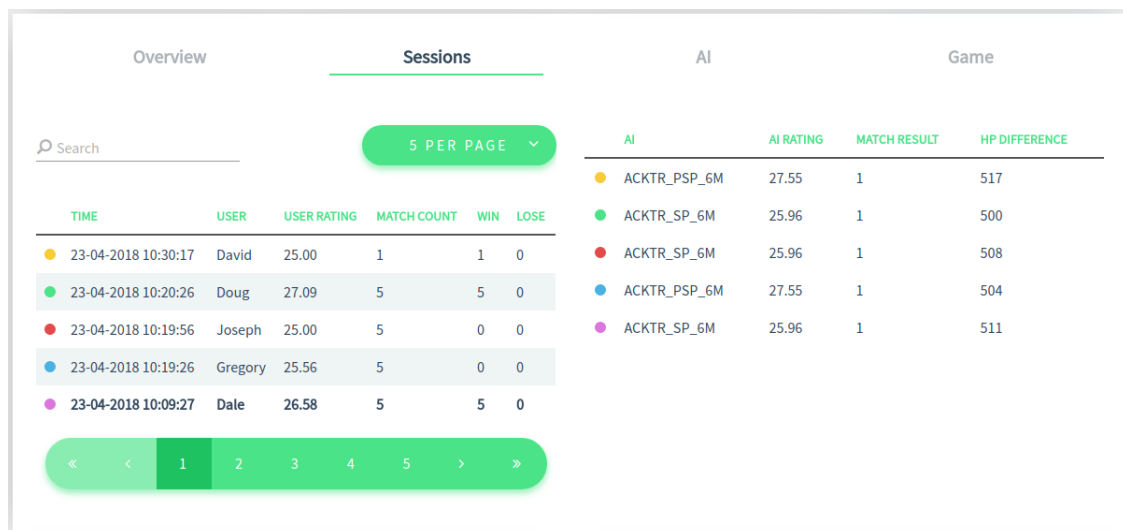 Overview Sessions AI Game
Search
5 PER PAGE
TIME USER USER RATING MATCH COUNT WIN LOSE
23-04-2018 10:30:17 David 25.00 1 1 0
23-04-2018 10:20:26 Doug 27.09 5 5 0
23-04-2018 10:19:56 Joseph 25.00 5 0 0
23-04-2018 10:19:26 Gregory 25.56 5 0 0
23-04-2018 10:09:27 Dale 26.58 5 5 0
« ‹ 1 2 3 4 5 › »
AI AI RATING MATCH RESULT HP DIFFERENCE
ACKTR_PSP_6M 27.55 1 517
ACKTR_SP_6M 25.96 1 500
ACKTR_SP_6M 25.96 1 508
ACKTR_PSP_6M 27.55 1 504
ACKTR_SP_6M 25.96 1 511